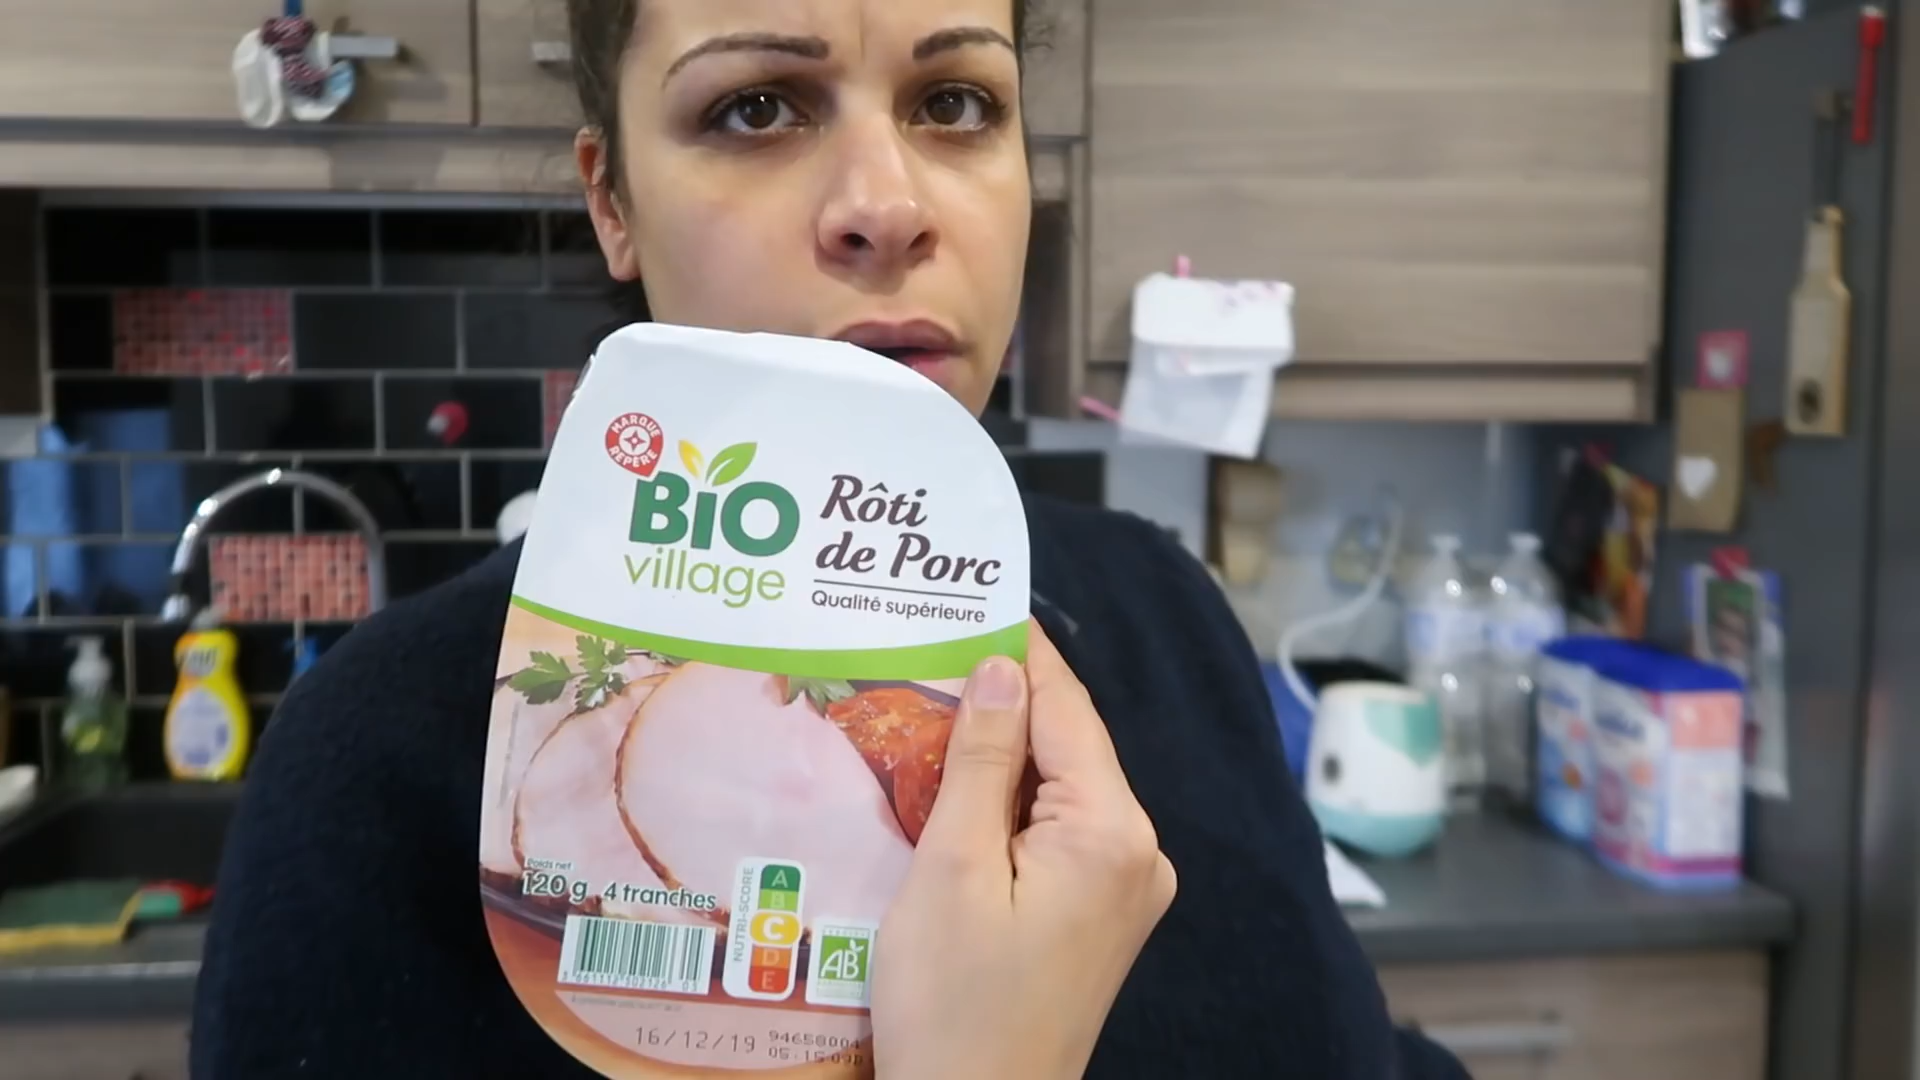 MARQUE
REPÈRE
BIO
village
Rôti
de Porc
Qualité supérieure
Poids net
120 g 4 tranches
NUTRI-SCORE
A
B
C
D
E
AB
16/12/19 94658004